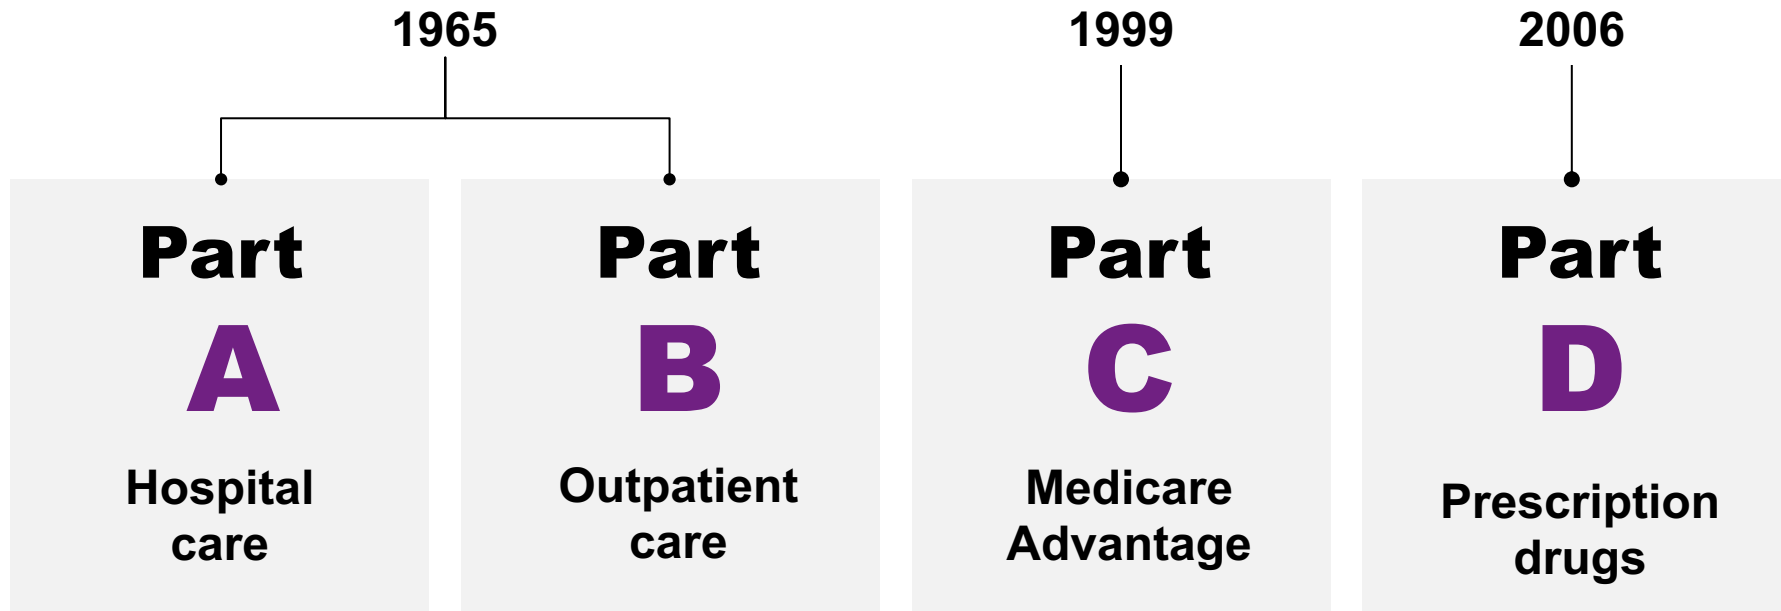 1965
1999
2006
Part
A
Hospital
care
Part
B
Outpatient
care
Part
C
Medicare
Advantage
Part
D
Prescription
drugs